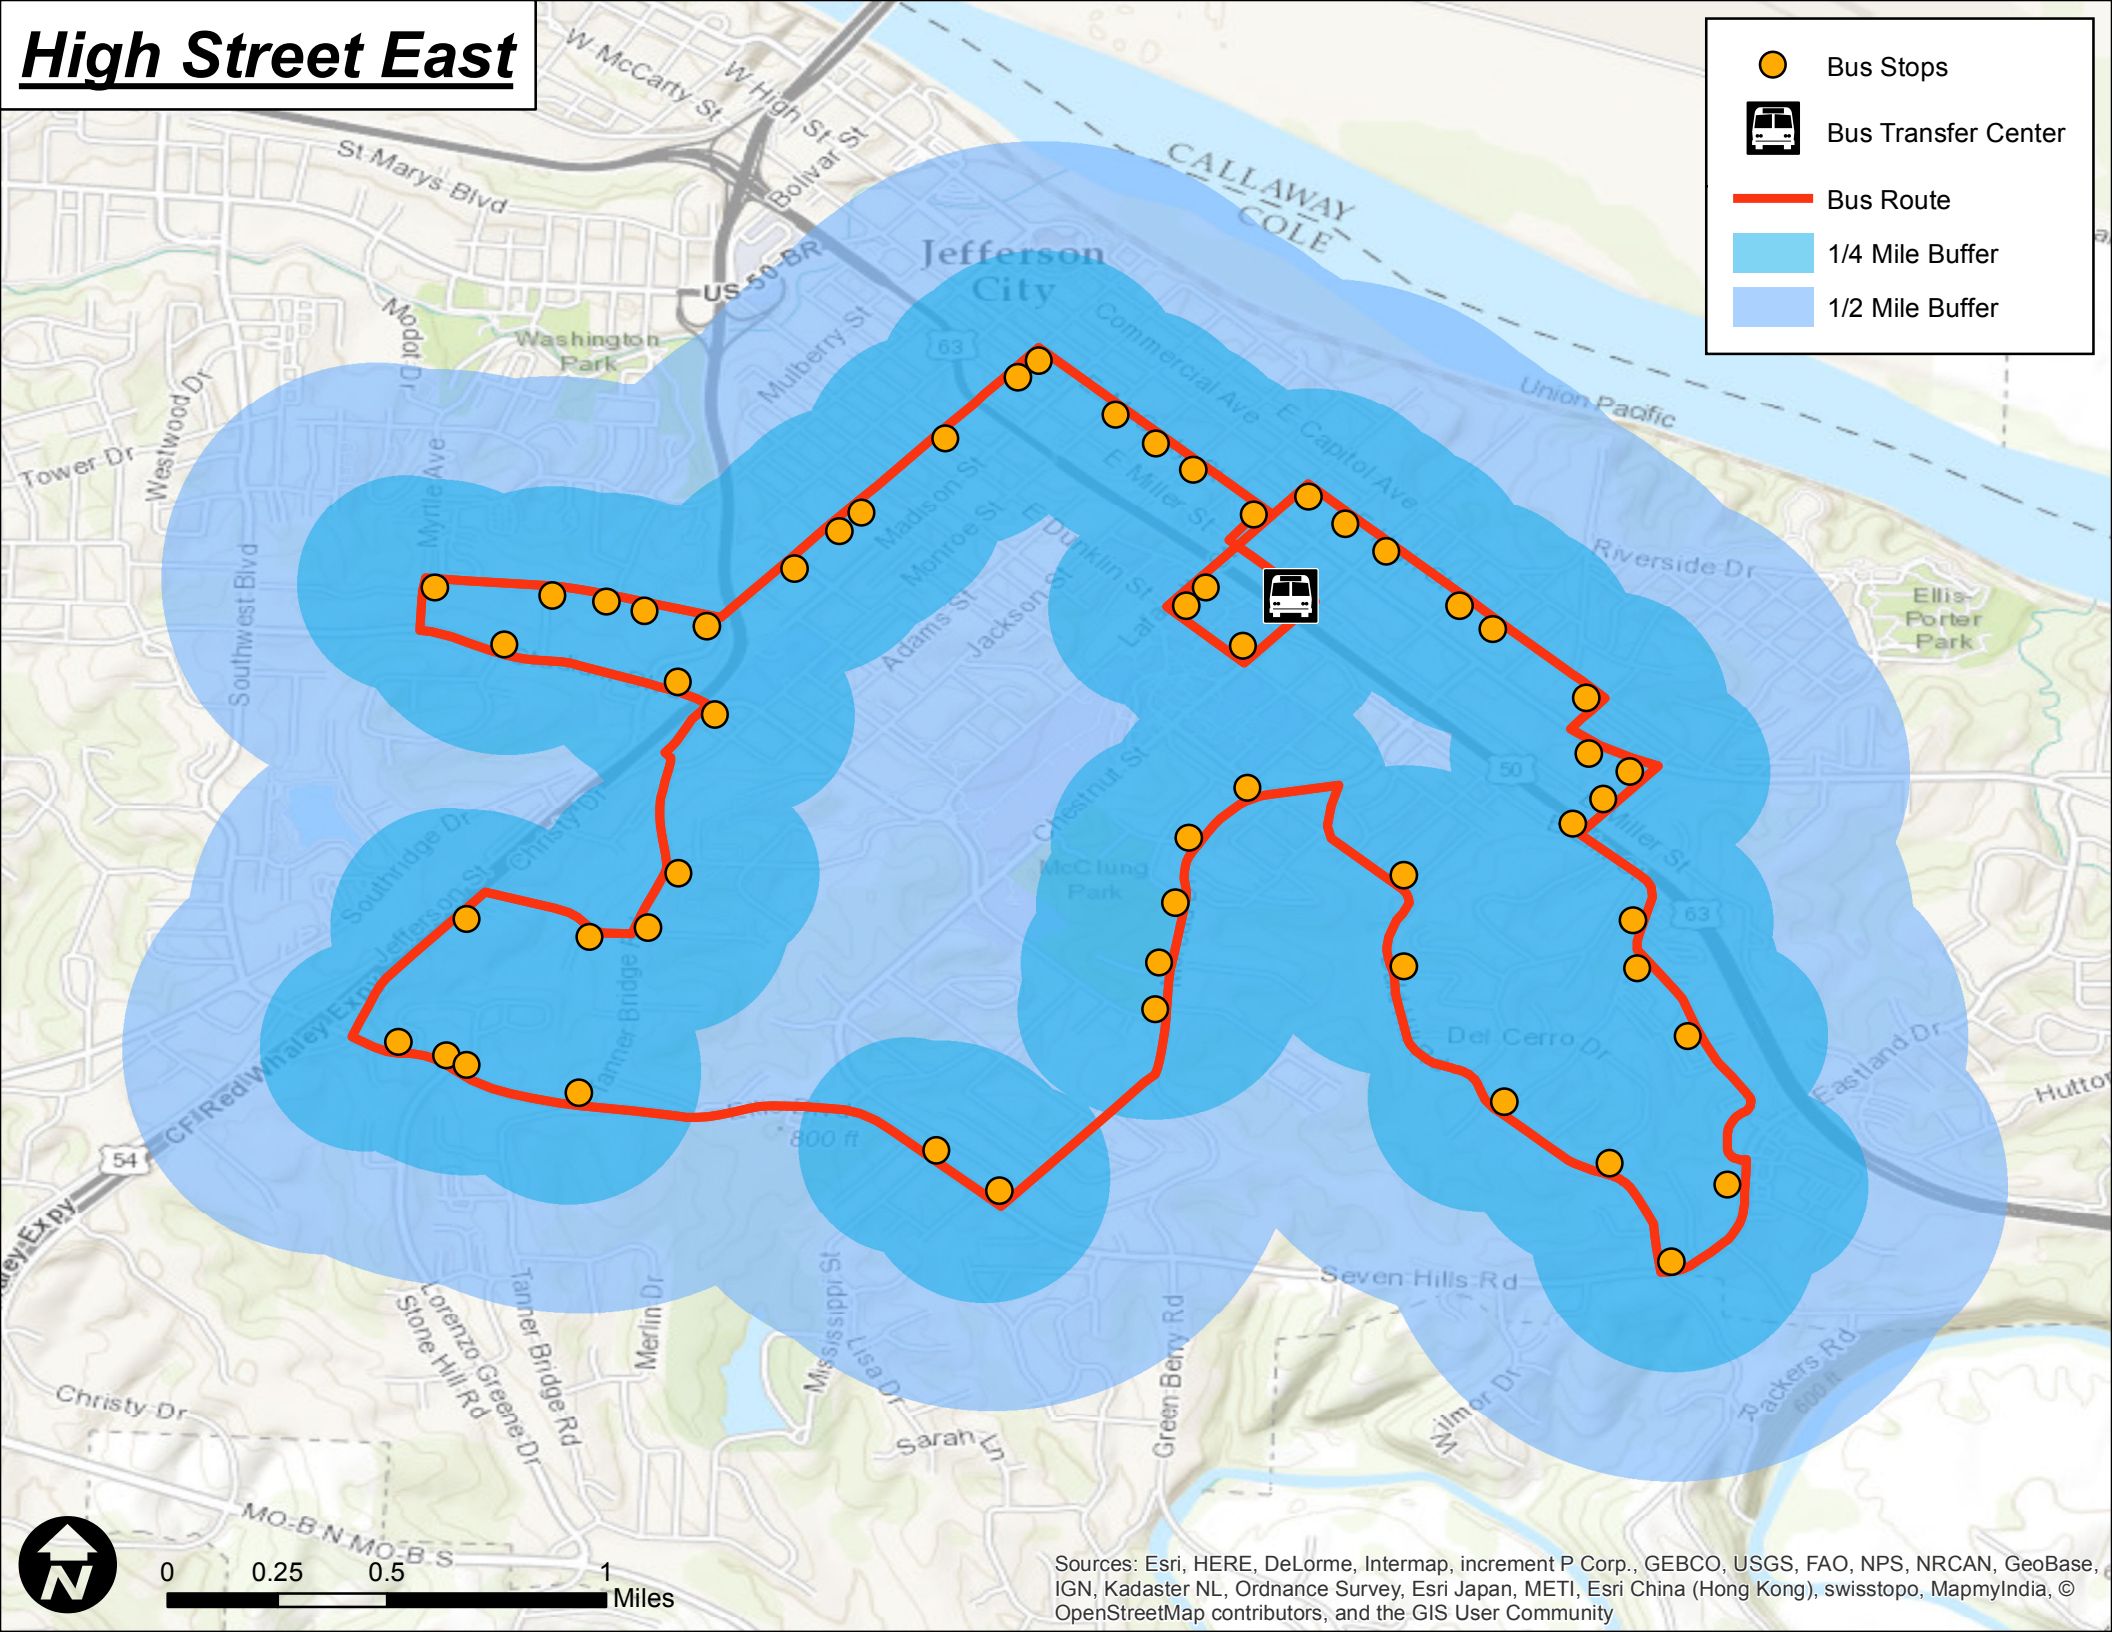 High Street East
Bus Stops
Bus Transfer Center
Bus Route
1/4 Mile Buffer
1/2 Mile Buffer
W McCarty St
W High St
Bolivar St
St Marys Blvd
CALLAWAY
COLE
Jefferson
City
US 50 BR
63
Modot Dr
Washington
Park
Mulberry St
Commercial Ave
E Capitol Ave
Union Pacific
Westwood Dr
Tower Dr
Myrtle Ave
Southwest Blvd
Madison St
Monroe St
E Miller St
E Dunklin St
Adams St
Jackson St
Riverside Dr
Ellis-
Porter
Park
50
Chestnut St
McClung
Park
Miller St
63
Southridge Dr
Christy Dr
Jefferson St
CF Red Whaley Expy
Tanner Bridge
Del Cerro Dr
Eastland Dr
Hutton
800 ft
54
Seven Hills Rd
Merlin Dr
Tanner Bridge Rd
Lorenzo Greene Dr
Stone Hill Rd
Mississippi St
Lisa Dr
Green Berry Rd
Sarah Ln
Wilmor Dr
Packers Rd
600 ft
Christy Dr
MO-B N MO-B S
N
0 0.25 0.5 1
Miles
Sources: Esri, HERE, DeLorme, Intermap, increment P Corp., GEBCO, USGS, FAO, NPS, NRCAN, GeoBase,
IGN, Kadaster NL, Ordnance Survey, Esri Japan, METI, Esri China (Hong Kong), swisstopo, MapmyIndia, ©
OpenStreetMap contributors, and the GIS User Community